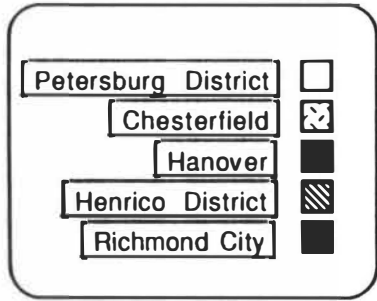 Petersburg District
Chesterfield
Hanover
Henrico District
Richmond City